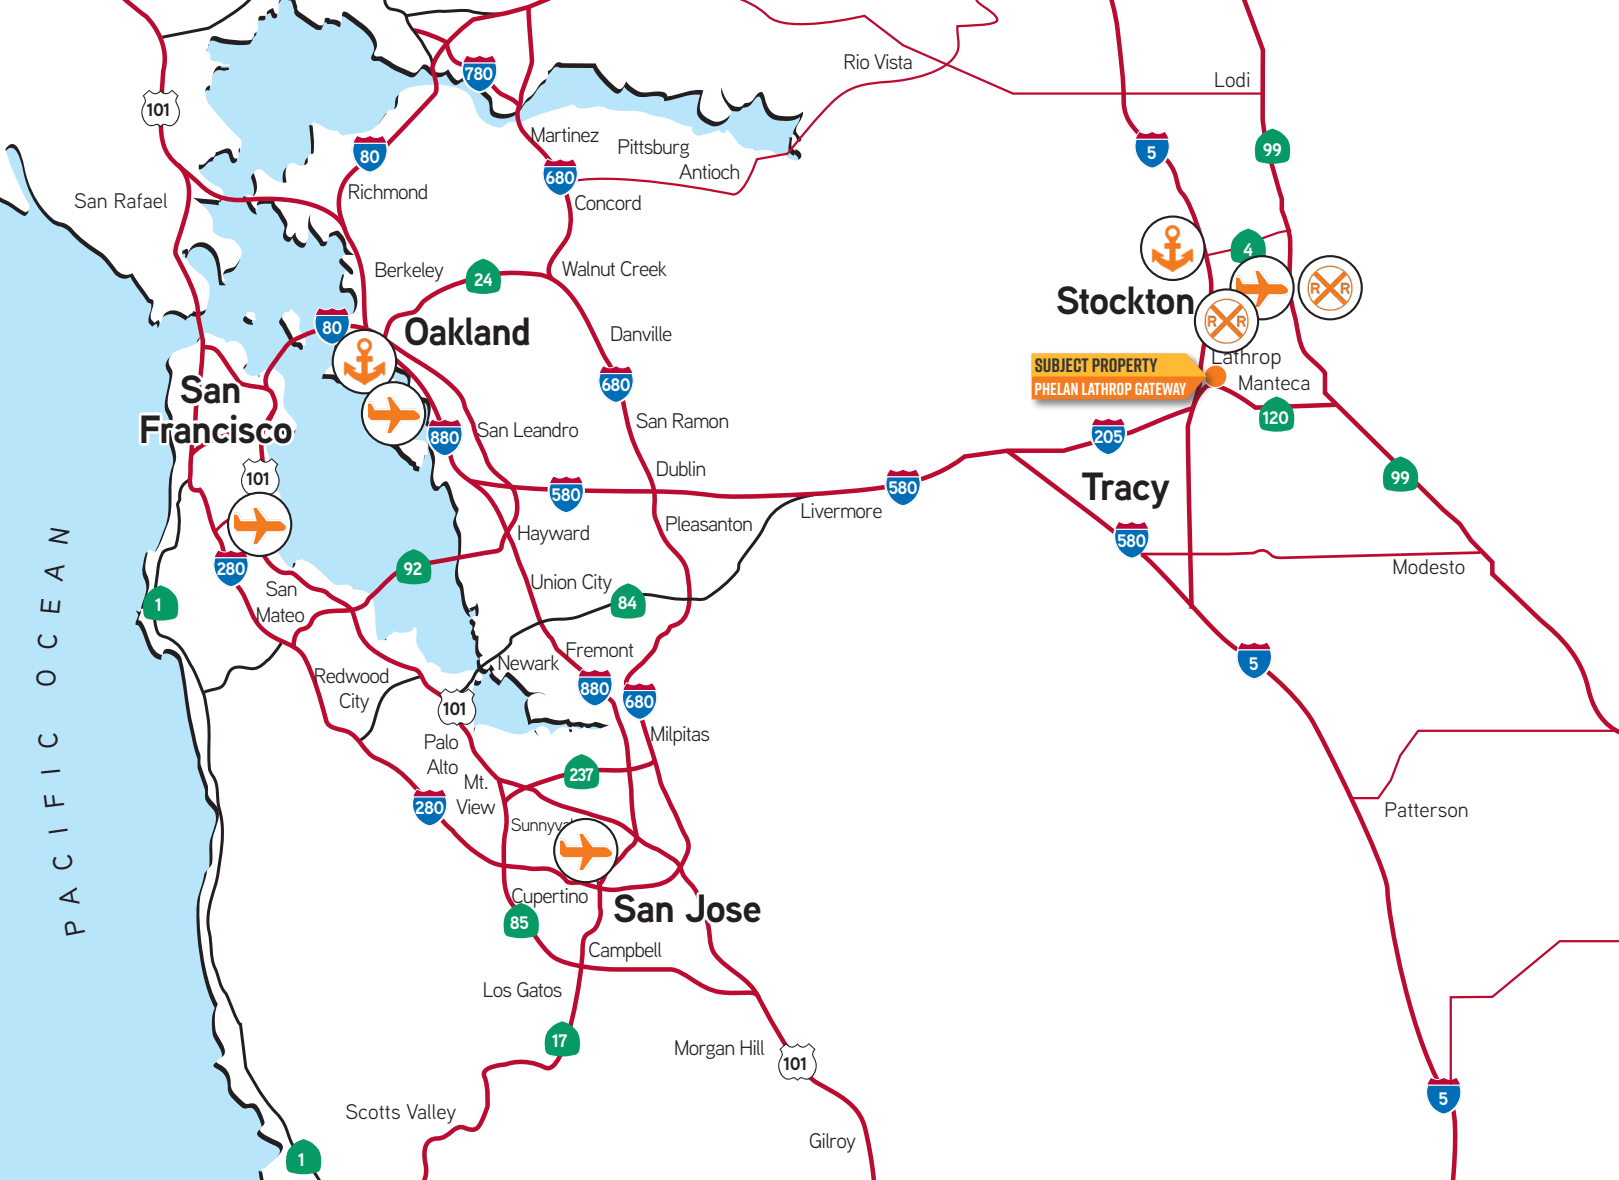 780
Rio Vista
Lodi
101
Martinez
Pittsburg
Antioch
80
5
99
680
Richmond
Concord
San Rafael
Berkeley
24
Walnut Creek
4
80
Oakland
Danville
Stockton
R R
R R
Lathrop
SUBJECT PROPERTY
PHELAN LATHROP GATEWAY
Manteca
680
120
San
Francisco
San Ramon
880
San Leandro
205
Dublin
101
580
580
Tracy
99
Livermore
Pleasanton
Hayward
580
280
92
Modesto
San
Mateo
Union City
84
1
PACIFIC OCEAN
Fremont
Newark
5
Redwood
City
880
680
101
Milpitas
Palo
Alto
237
Mt.
View
280
Patterson
Sunnyva
Cupertino
San Jose
85
Campbell
Los Gatos
17
Morgan Hill
101
5
Scotts Valley
Gilroy
1